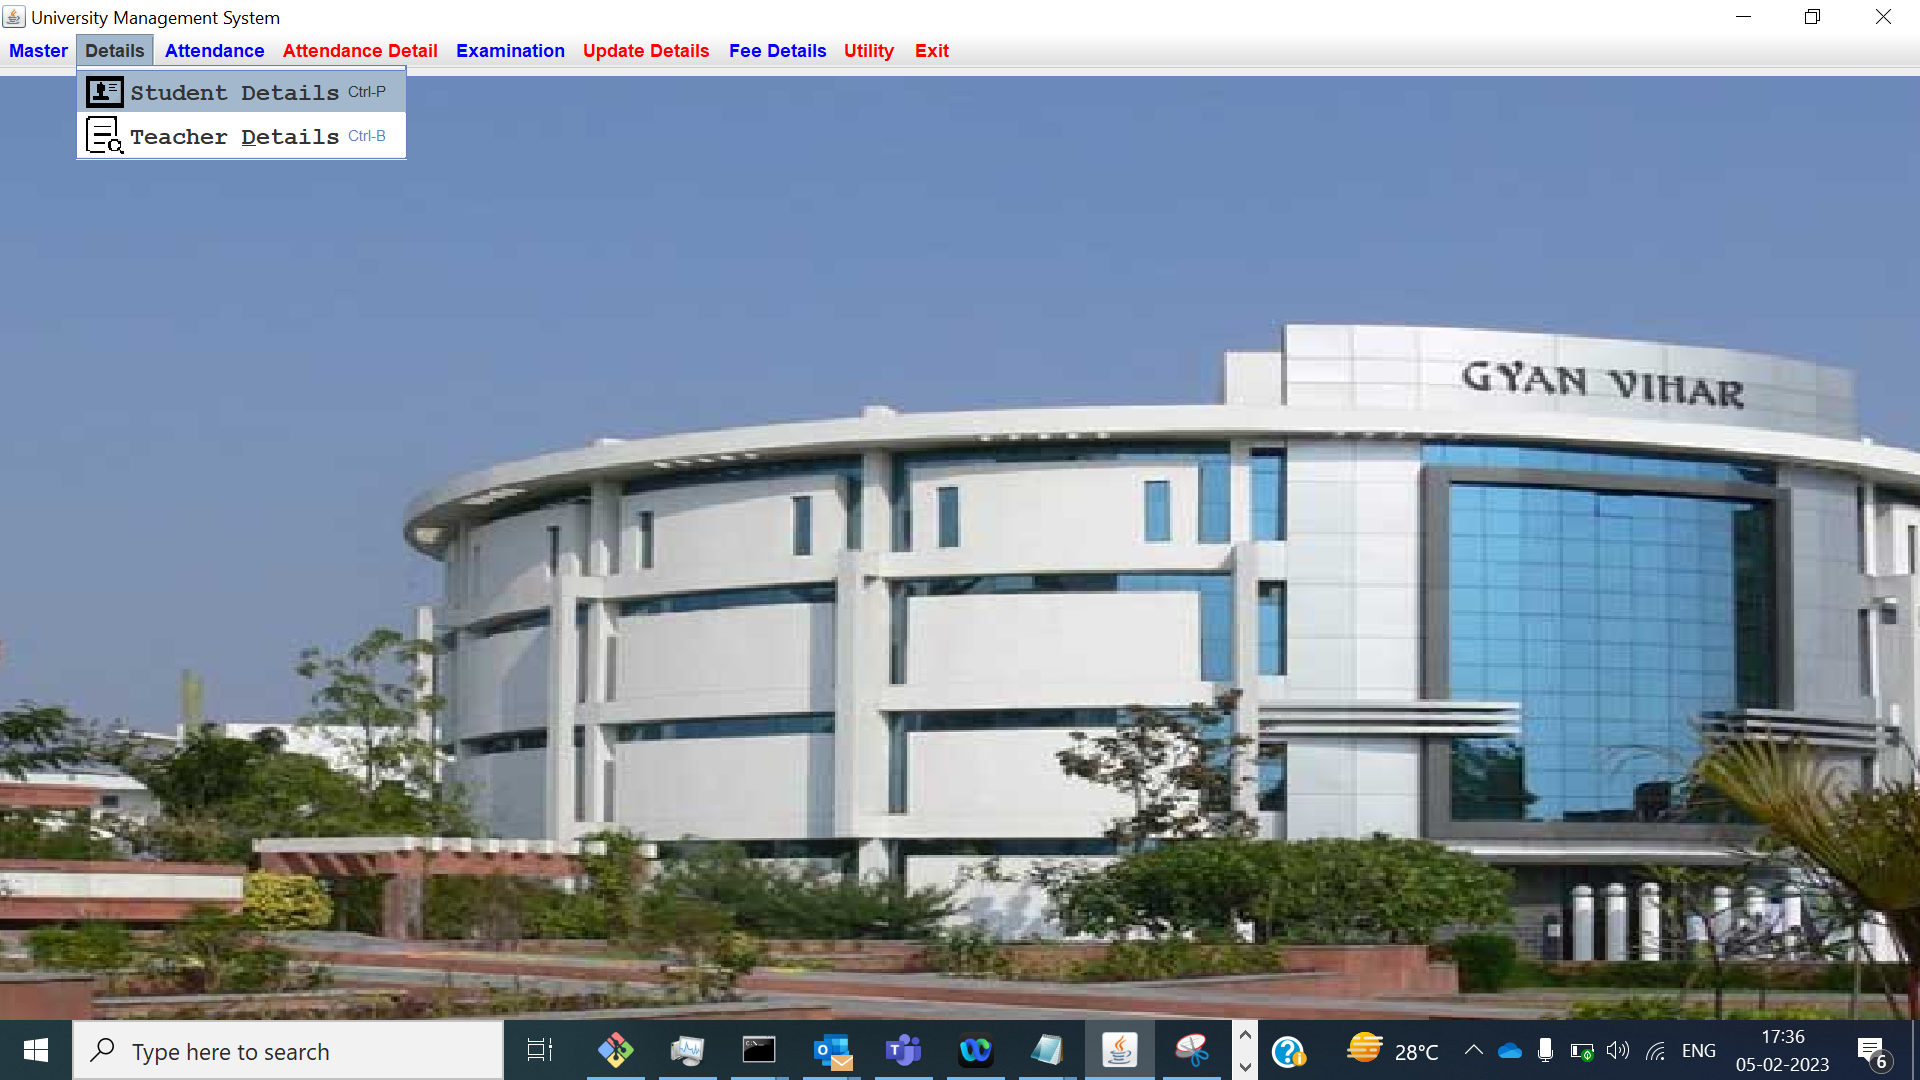 University Management System
Master Details Attendance Attendance Detail Examination Update Details Fee Details Utility Exit
Student Details Ctrl-P
Teacher Details Ctrl-B
GYAN VIHAR
Type here to search
28°C
ENG
17:36
05-02-2023
6